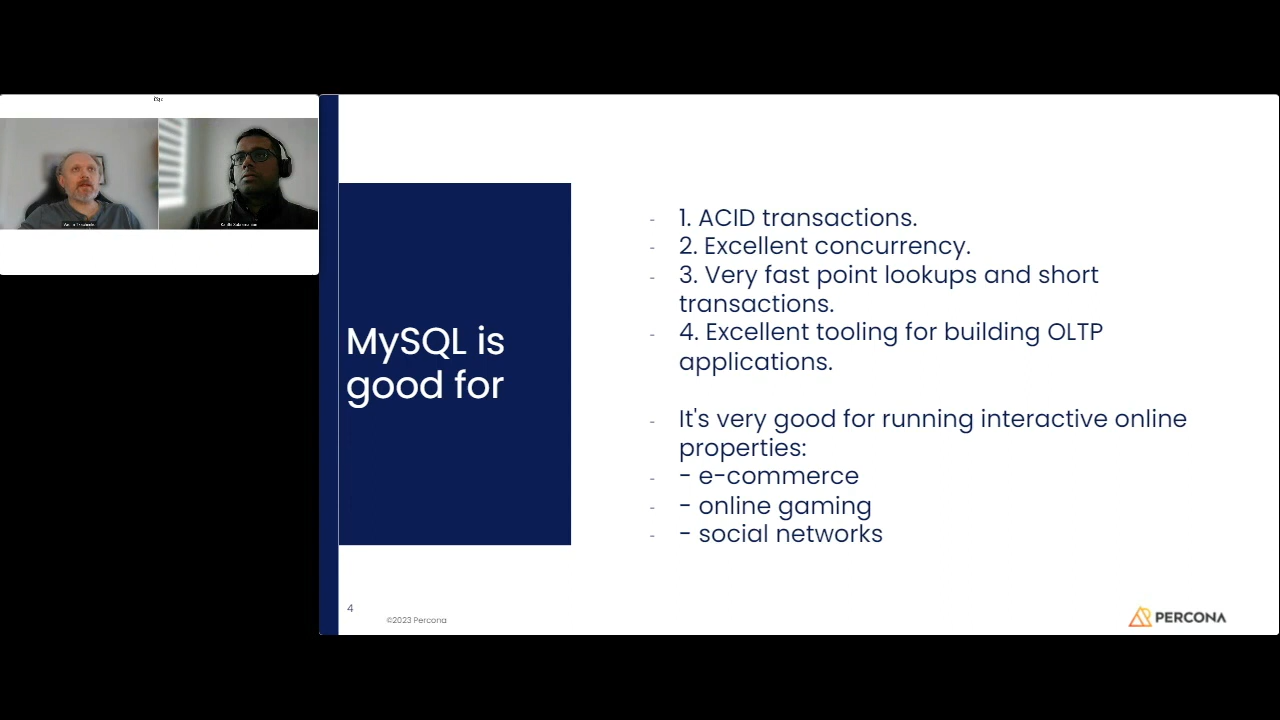 MySQL is
good for
- 1. ACID transactions.
- 2. Excellent concurrency.
- 3. Very fast point lookups and short
transactions.
- 4. Excellent tooling for building OLTP
applications.
- It's very good for running interactive online
properties:
- - e-commerce
- - online gaming
- - social networks
4
©2023 Percona
PERCONA